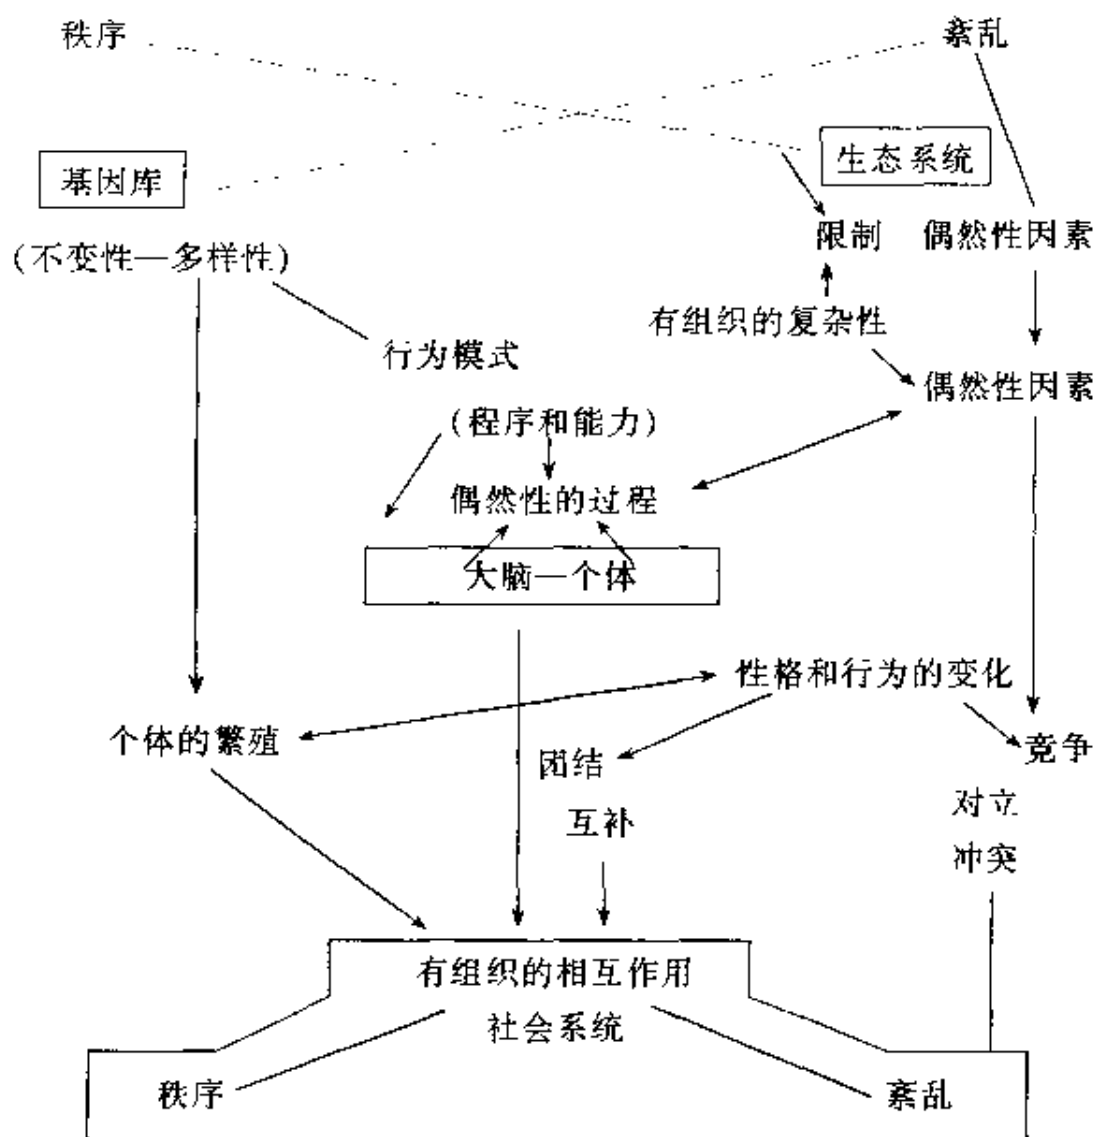 秩序
紊乱
生态系统
基因库
限制
偶然性因素
(不变性—多样性)
有组织的复杂性
行为模式
偶然性因素
(程序和能力)
偶然性的过程
大脑—个体
性格和行为的变化
个体的繁殖
团结
竞争
互补
对立
冲突
有组织的相互作用
社会系统
秩序
紊乱